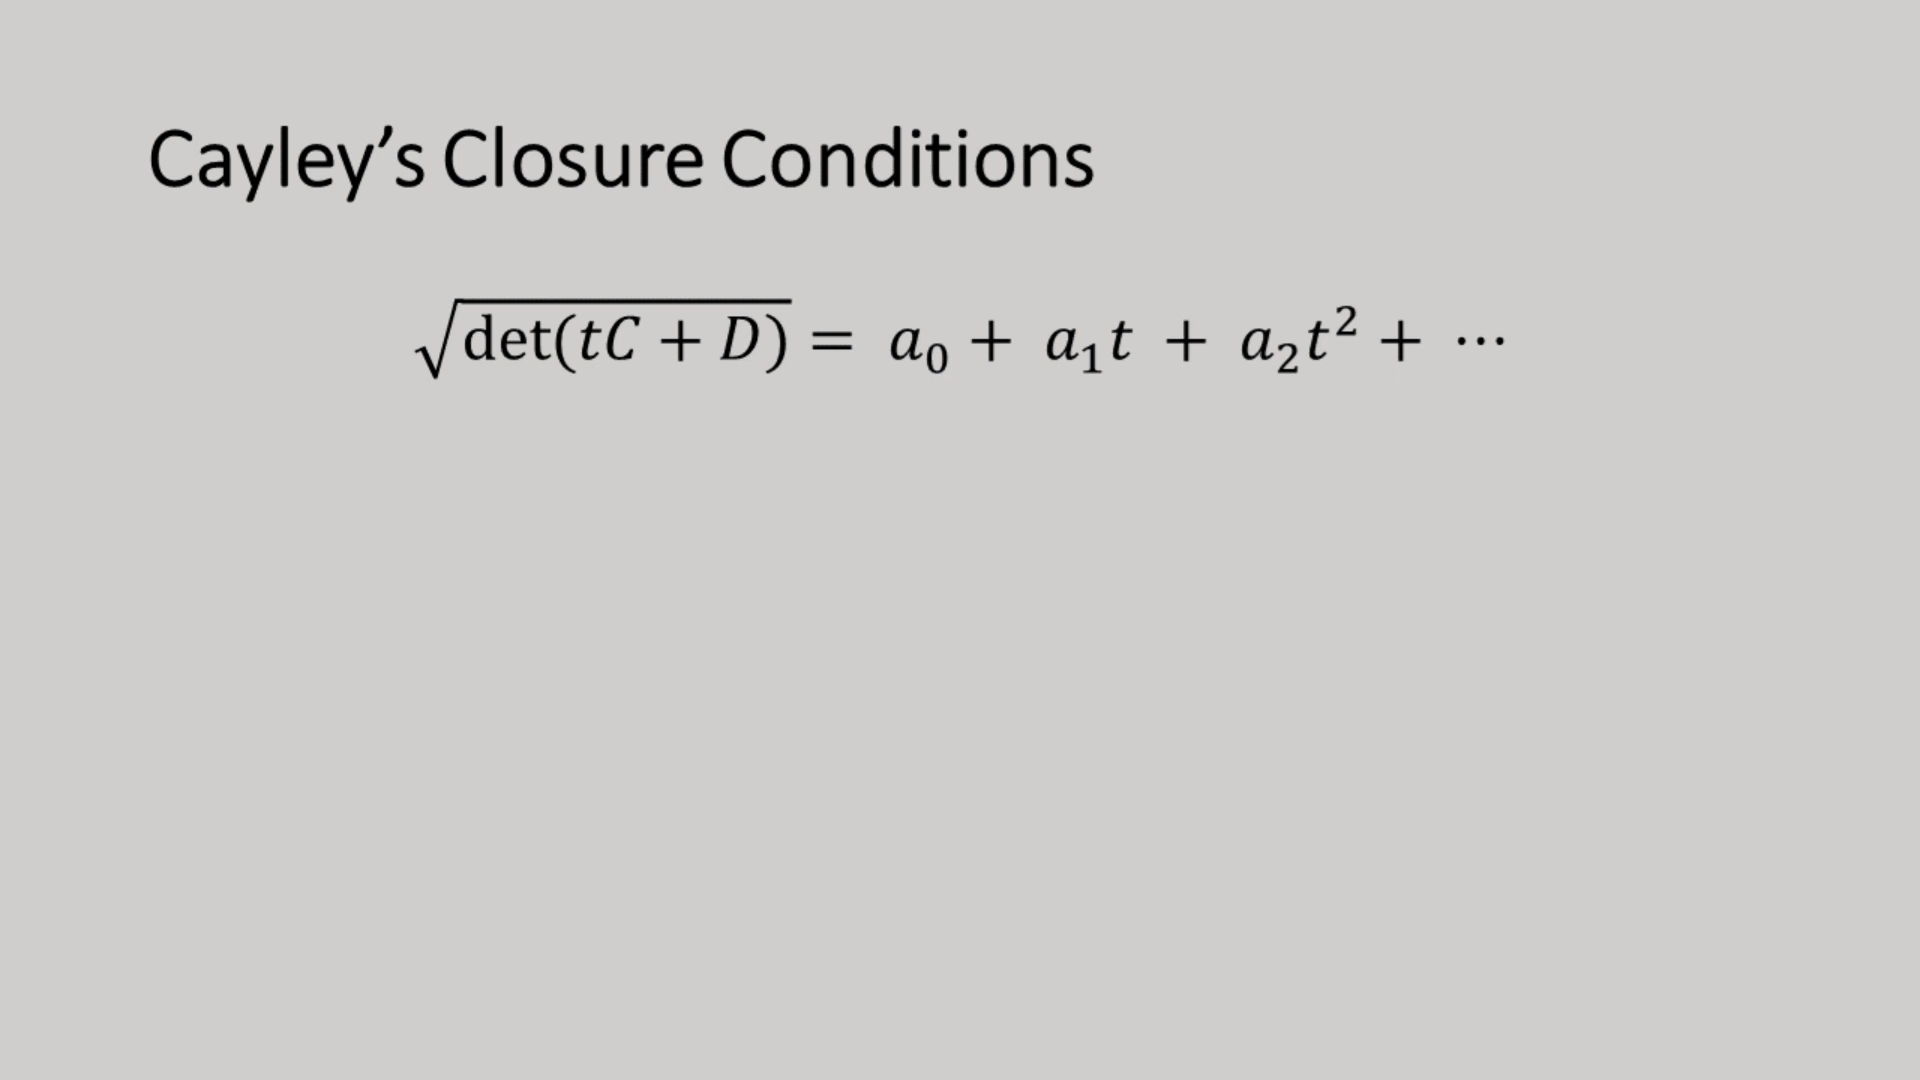 Cayley’s Closure Conditions
√det(tC + D) = a₀ + a₁t + a₂t² + ⋯